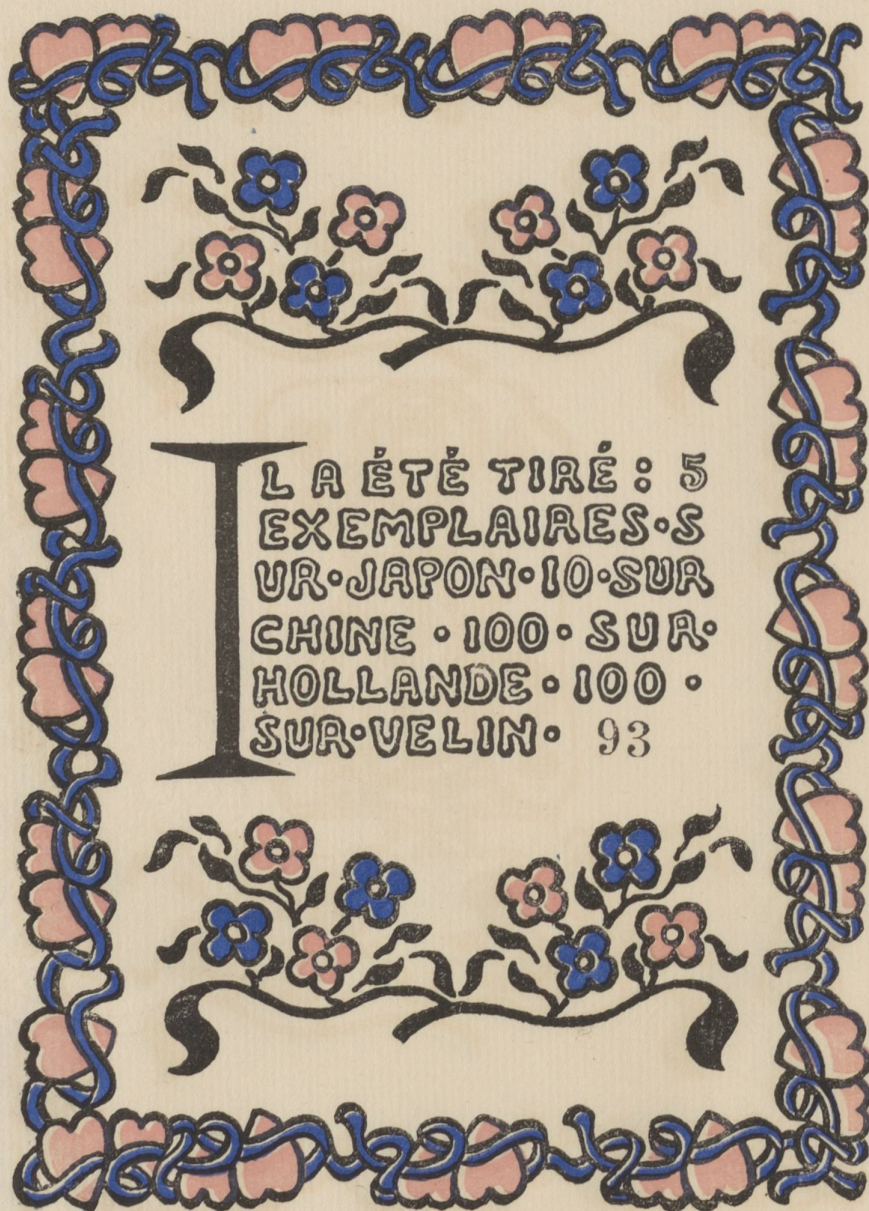 IL A ÉTÉ TIRÉ : 5
EXEMPLAIRES·S
UR·JAPON·10·SUR
CHINE · 100 · SUR·
HOLLANDE · 100 ·
SUR·VELIN· 93